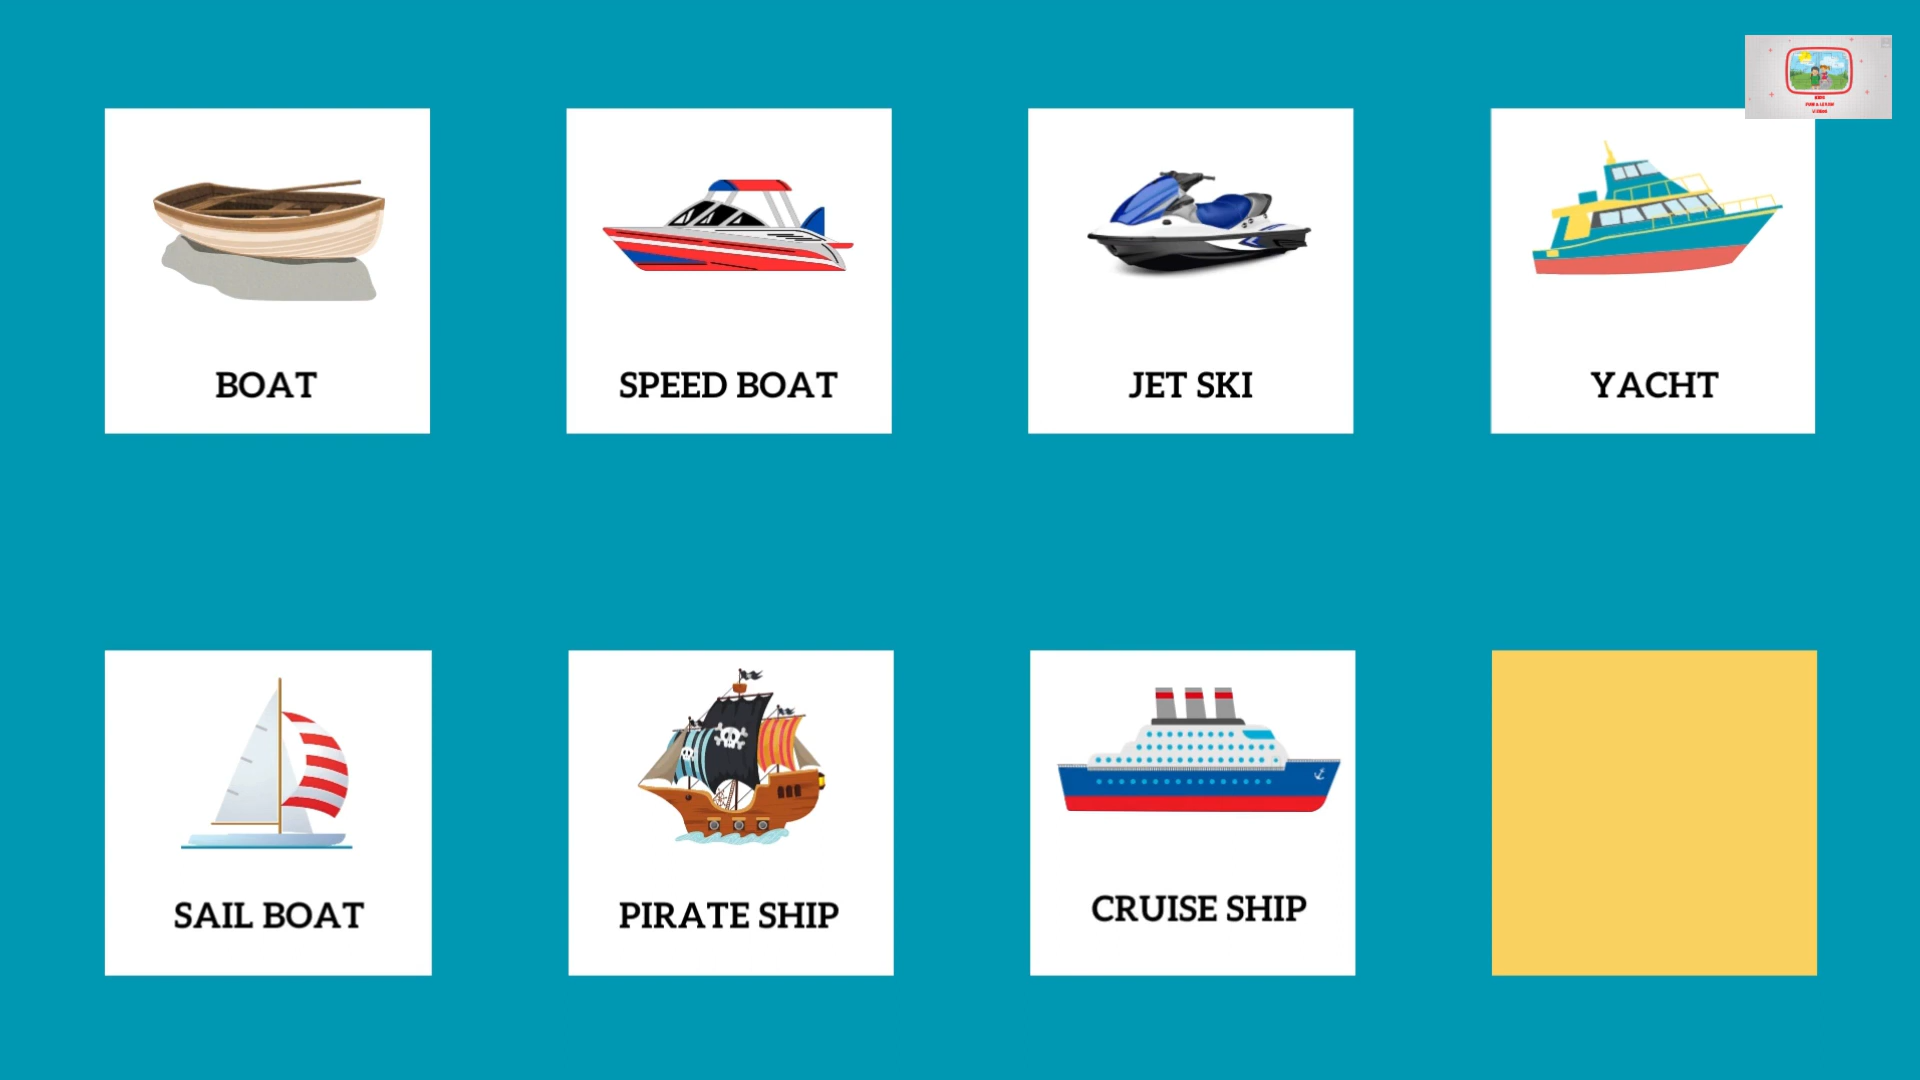 BOAT
SPEED BOAT
JET SKI
YACHT
SAIL BOAT
PIRATE SHIP
CRUISE SHIP